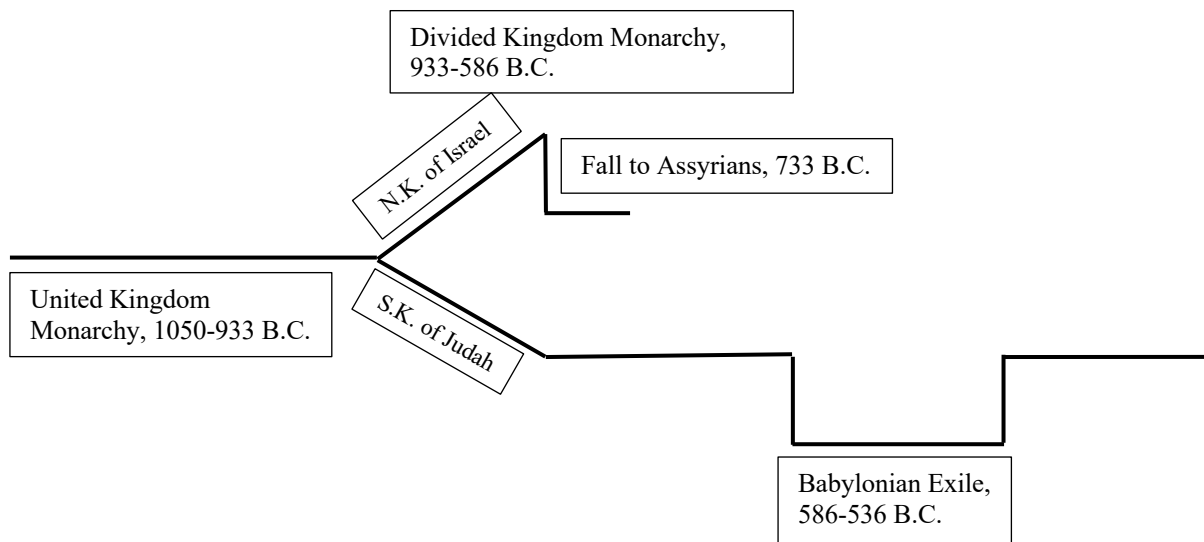 Divided Kingdom Monarchy,
933-586 B.C.
N.K. of Israel
Fall to Assyrians, 733 B.C.
United Kingdom
Monarchy, 1050-933 B.C.
S.K. of Judah
Babylonian Exile,
586-536 B.C.